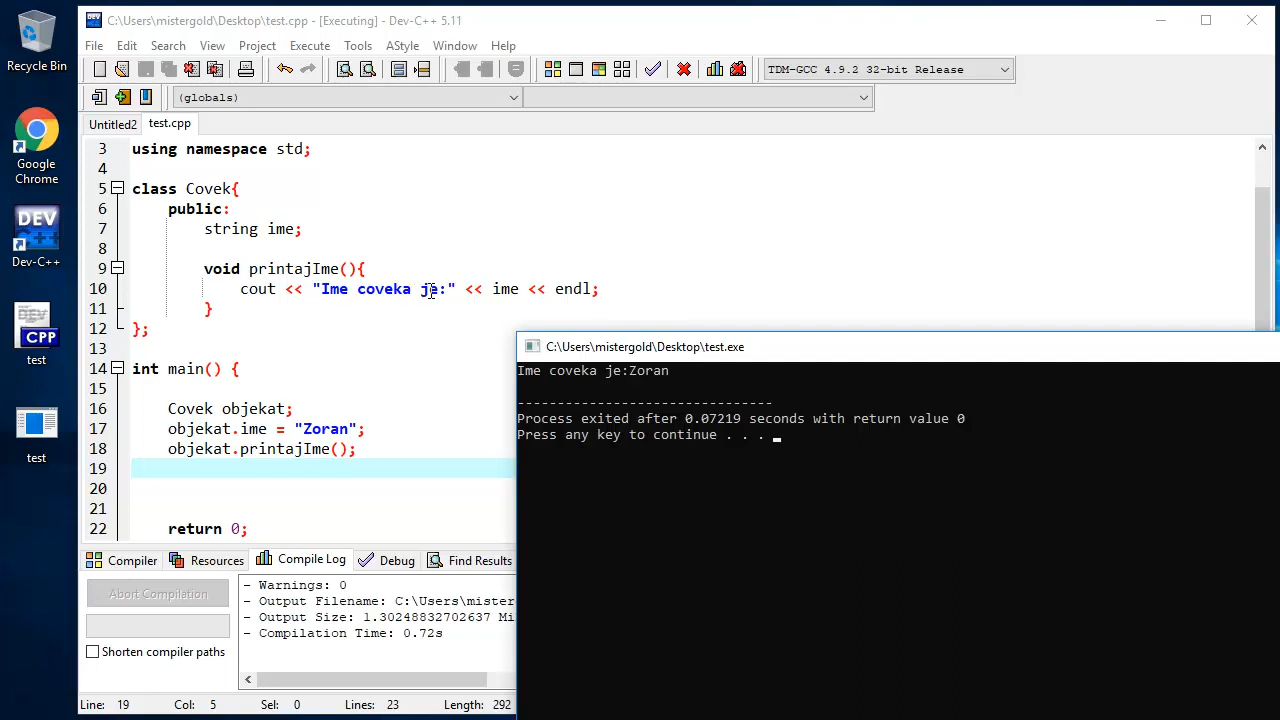 Recycle Bin
Google
Chrome
DEV
Dev-C++
CPP
test
test
C:\Users\mistergold\Desktop\test.cpp - [Executing] - Dev-C++ 5.11
File Edit Search View Project Execute Tools AStyle Window Help
TDM-GCC 4.9.2 32-bit Release
(globals)
Untitled2 test.cpp
3 using namespace std;
4
5 class Covek{
6 public:
7 string ime;
8
9 void printajIme(){
10 cout << "Ime coveka je:" << ime << endl;
11 }
12 };
13
14 int main() {
15
16 Covek objekat;
17 objekat.ime = "Zoran";
18 objekat.printajIme();
19
20
21
22 return 0;
C:\Users\mistergold\Desktop\test.exe
Ime coveka je:Zoran
--------------------------------
Process exited after 0.07219 seconds with return value 0
Press any key to continue . . .
Compiler Resources Compile Log Debug Find Results
Abort Compilation
Shorten compiler paths
- Warnings: 0
- Output Filename: C:\Users\mister
- Output Size: 1.30248832702637 Mi
- Compilation Time: 0.72s
Line: 19 Col: 5 Sel: 0 Lines: 23 Length: 292